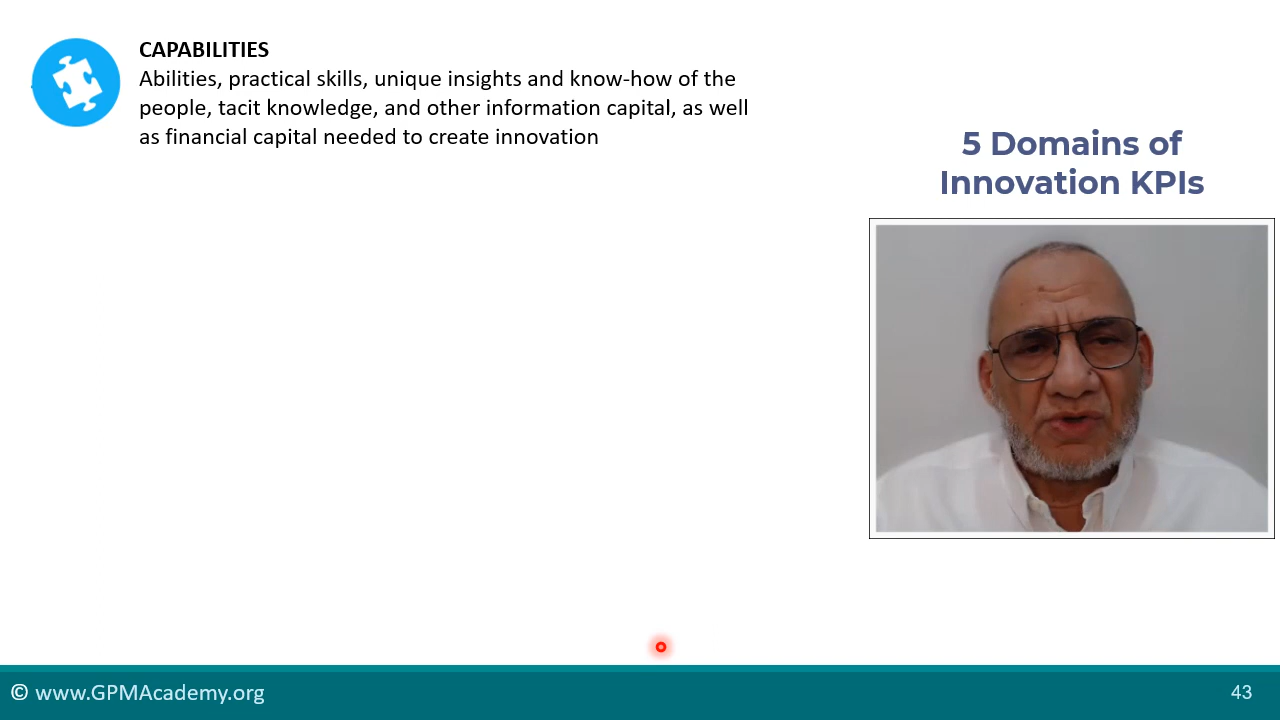 CAPABILITIES
Abilities, practical skills, unique insights and know-how of the
people, tacit knowledge, and other information capital, as well
as financial capital needed to create innovation
5 Domains of
Innovation KPIs
© www.GPMAcademy.org
43